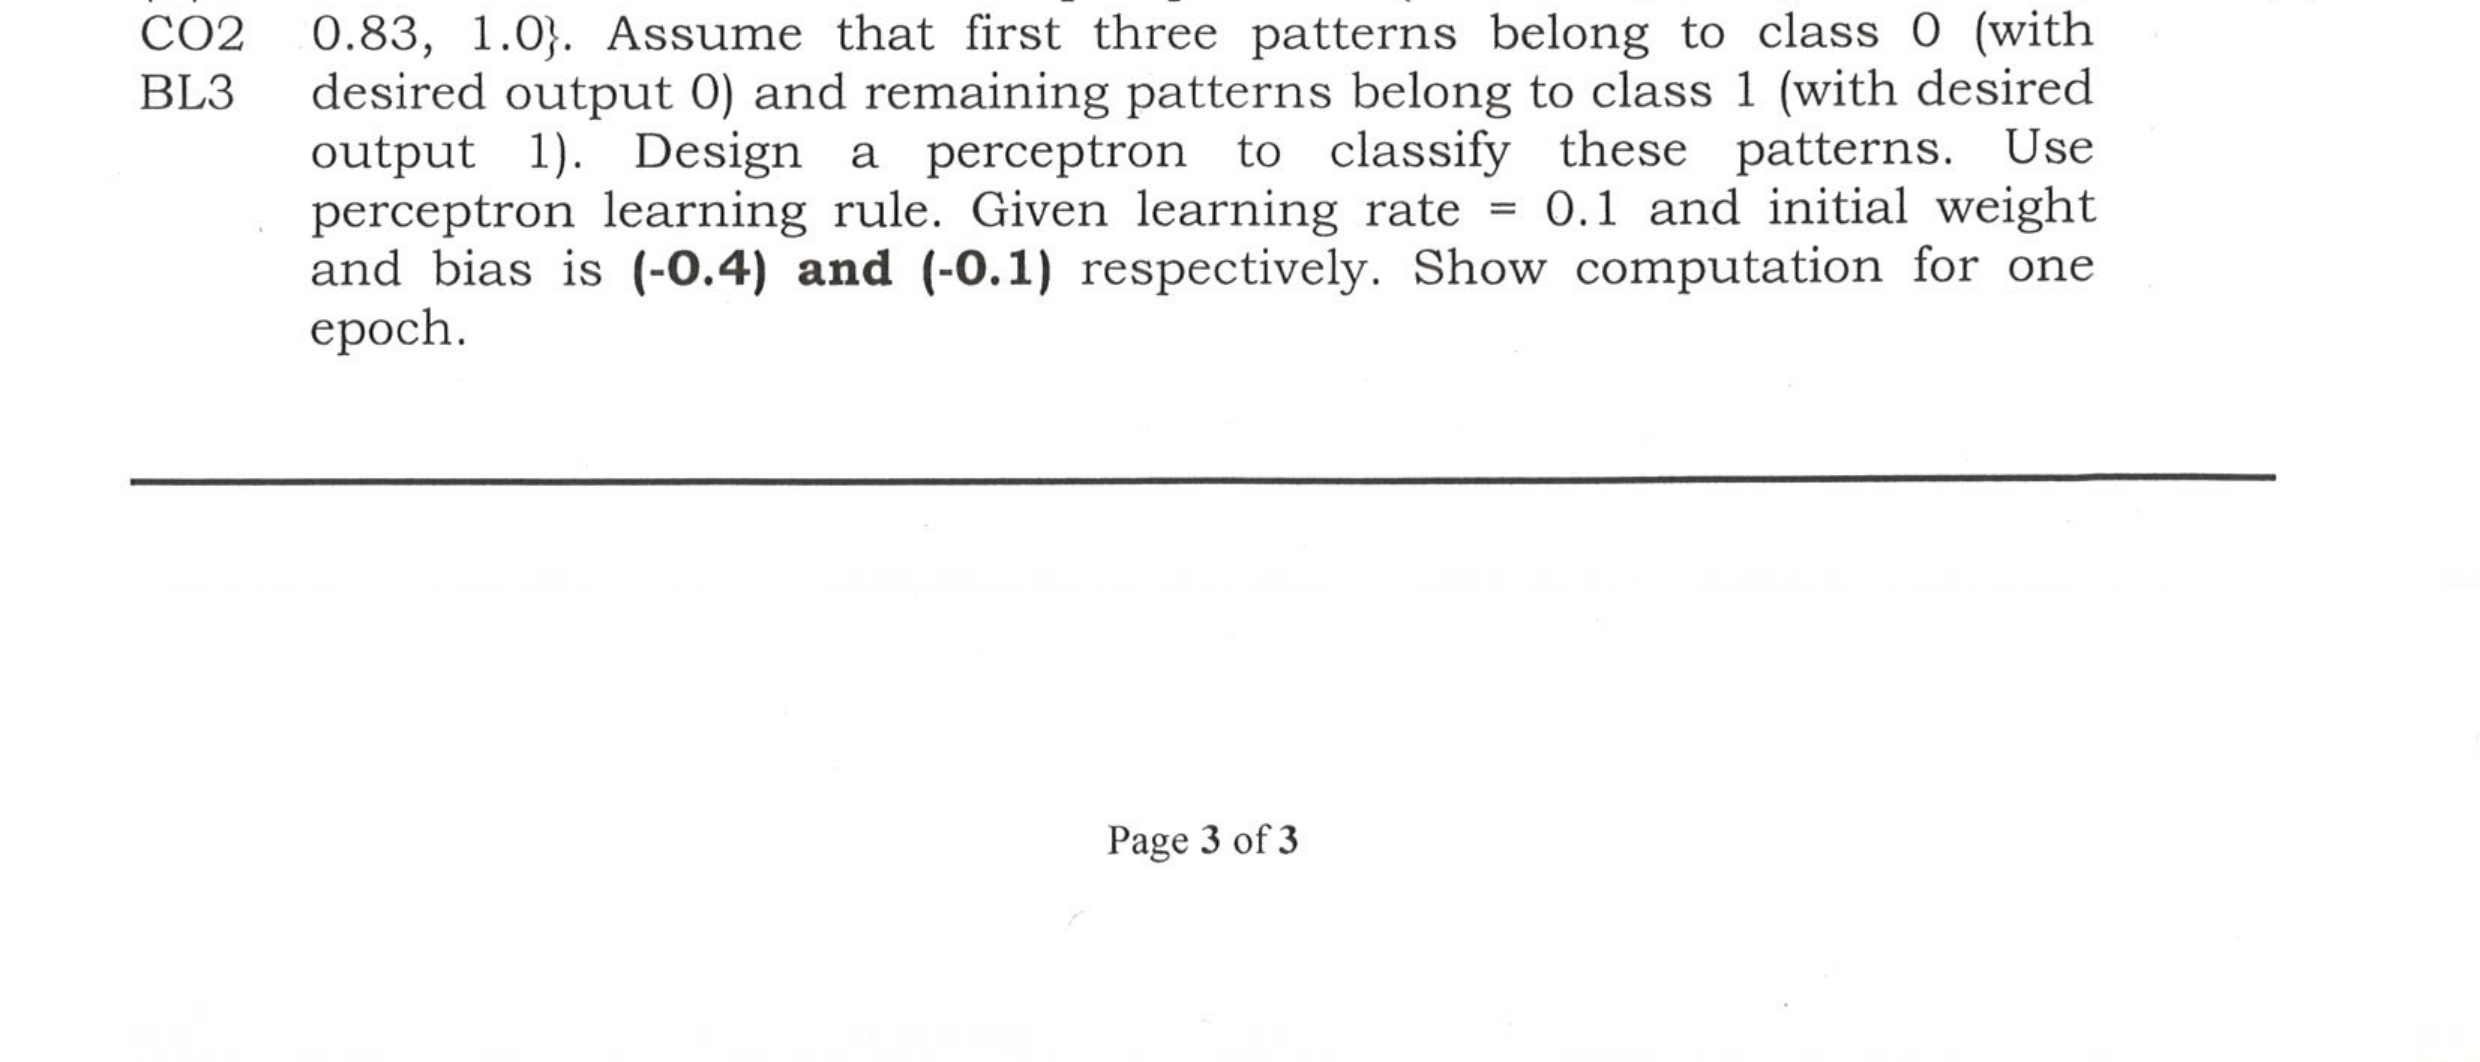 CO2 0.83, 1.0}. Assume that first three patterns belong to class 0 (with
BL3 desired output 0) and remaining patterns belong to class 1 (with desired
output 1). Design a perceptron to classify these patterns. Use
perceptron learning rule. Given learning rate = 0.1 and initial weight
and bias is (-0.4) and (-0.1) respectively. Show computation for one
epoch.
Page 3 of 3